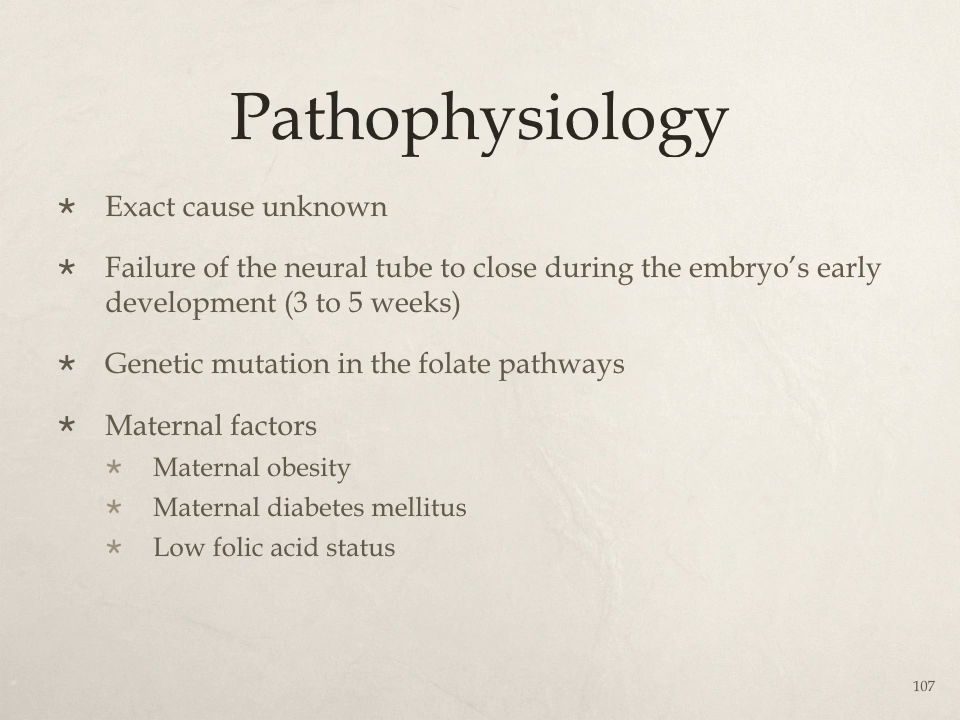 Pathophysiology
* Exact cause unknown
* Failure of the neural tube to close during the embryo’s early
development (3 to 5 weeks)
* Genetic mutation in the folate pathways
* Maternal factors
* Maternal obesity
* Maternal diabetes mellitus
* Low folic acid status
107